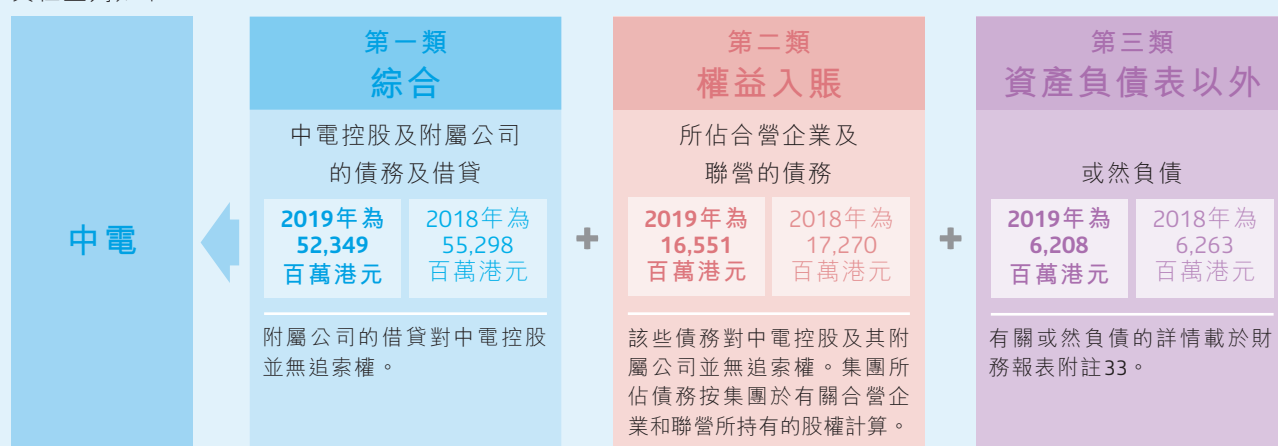 中電
第一類
綜合
中電控股及附屬公司
的債務及借貸
2019年為
52,349
百萬港元
2018年為
55,298
百萬港元
附屬公司的借貸對中電控股
並無追索權。
+
第二類
權益入賬
所佔合營企業及
聯營的債務
2019年為
16,551
百萬港元
2018年為
17,270
百萬港元
該些債務對中電控股及其附
屬公司並無追索權。集團所
佔債務按集團於有關合營企
業和聯營所持有的股權計算。
+
第三類
資產負債表以外
或然負債
2019年為
6,208
百萬港元
2018年為
6,263
百萬港元
有關或然負債的詳情載於財
務報表附註33。